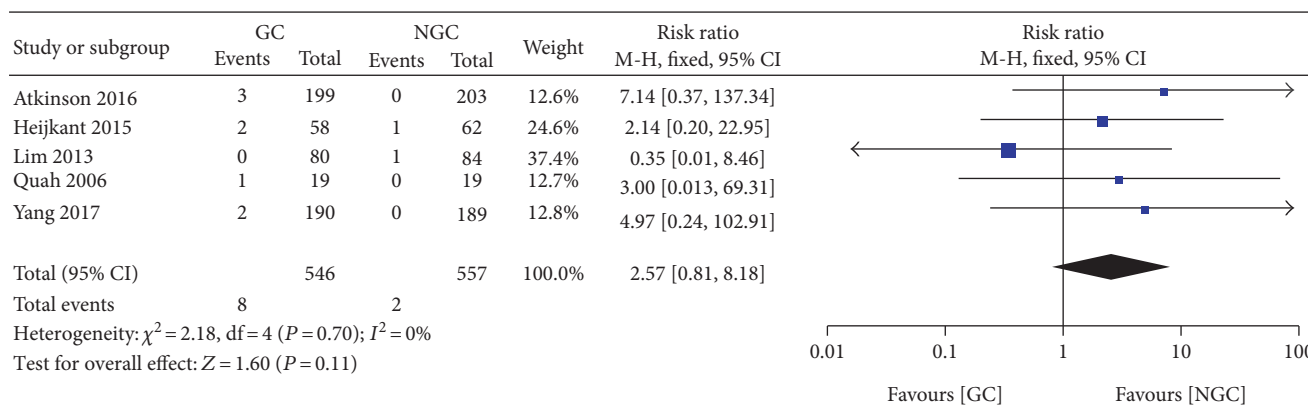 Study or subgroup GC NGC Weight Risk ratio Risk ratio
Events Total Events Total M-H, fixed, 95% CI M-H, fixed, 95% CI
Atkinson 2016 3 199 0 203 12.6% 7.14 [0.37, 137.34]
Heijkant 2015 2 58 1 62 24.6% 2.14 [0.20, 22.95]
Lim 2013 0 80 1 84 37.4% 0.35 [0.01, 8.46]
Quah 2006 1 19 0 19 12.7% 3.00 [0.013, 69.31]
Yang 2017 2 190 0 189 12.8% 4.97 [0.24, 102.91]
Total (95% CI) 546 557 100.0% 2.57 [0.81, 8.18]
Total events 8 2
Heterogeneity: χ² = 2.18, df = 4 (P = 0.70); I² = 0%
Test for overall effect: Z = 1.60 (P = 0.11)
0.01 0.1 1 10 100
Favours [GC] Favours [NGC]